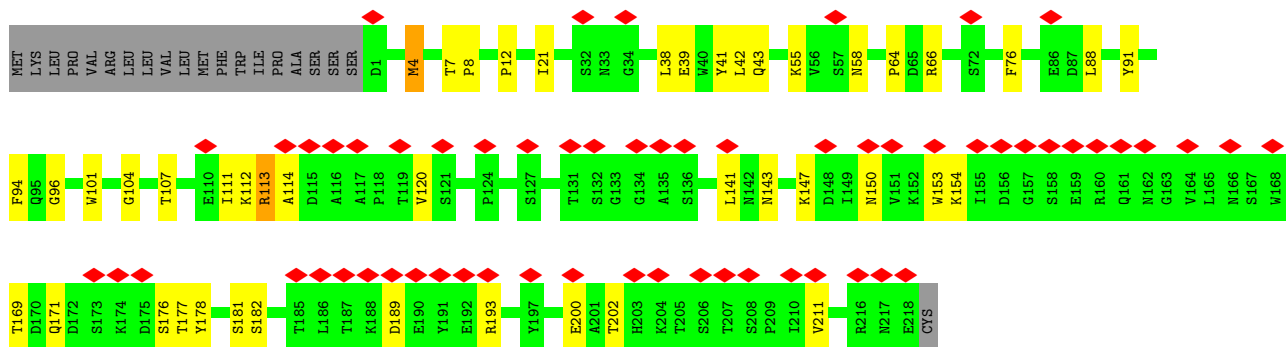 MET LYS LEU PRO VAL ARG LEU LEU VAL LEU MET PHE TRP ILE PRO ALA SER SER SER D1 M4 T7 P8 P12 I21 S32 N33 G34 L38 E39 W40 Y41 L42 Q43 K55 V56 S57 N58 P64 D65 R66 S72 F76 E86 D87 L88 Y91
F94 Q95 G96 W101 G104 T107 E110 I111 K112 R113 A114 D115 A116 A117 P118 T119 V120 S121 P124 S127 T131 S132 G133 G134 A135 S136 L141 N142 N143 K147 D148 I149 N150 V151 K152 W153 K154 I155 D156 G157 S158 E159 R160 Q161 N162 G163 V164 L165 N166 S167 W168
T169 D170 Q171 D172 S173 K174 D175 S176 T177 Y178 S181 S182 T185 L186 T187 K188 D189 E190 Y191 E192 R193 Y197 E200 A201 T202 H203 K204 T205 S206 T207 S208 P209 I210 V211 R216 N217 E218 CYS